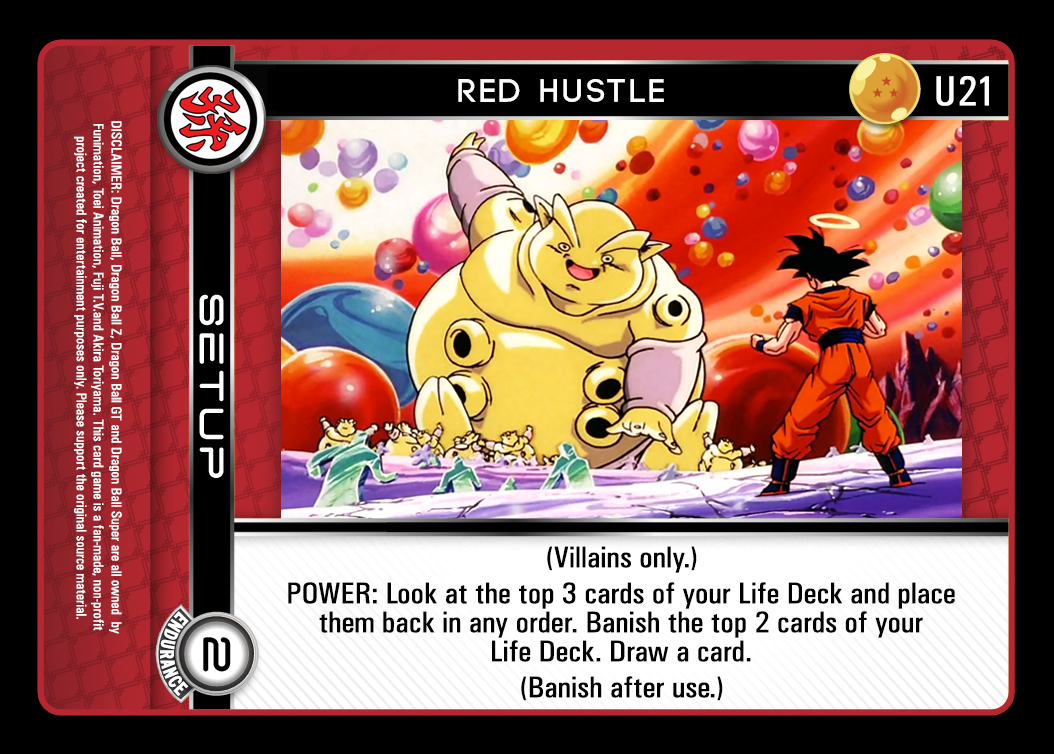 RED HUSTLE
U21
SETUP
(Villains only.)
POWER: Look at the top 3 cards of your Life Deck and place
them back in any order. Banish the top 2 cards of your
Life Deck. Draw a card.
(Banish after use.)
ENDURANCE
2
DISCLAIMER: Dragon Ball, Dragon Ball Z, Dragon Ball GT and Dragon Ball Super are all owned by
Funimation, Toei Animation, Fuji T.V.and Akira Toriyama. This card game is a fan-made, non-profit
project created for entertainment purposes only. Please support the original source material.